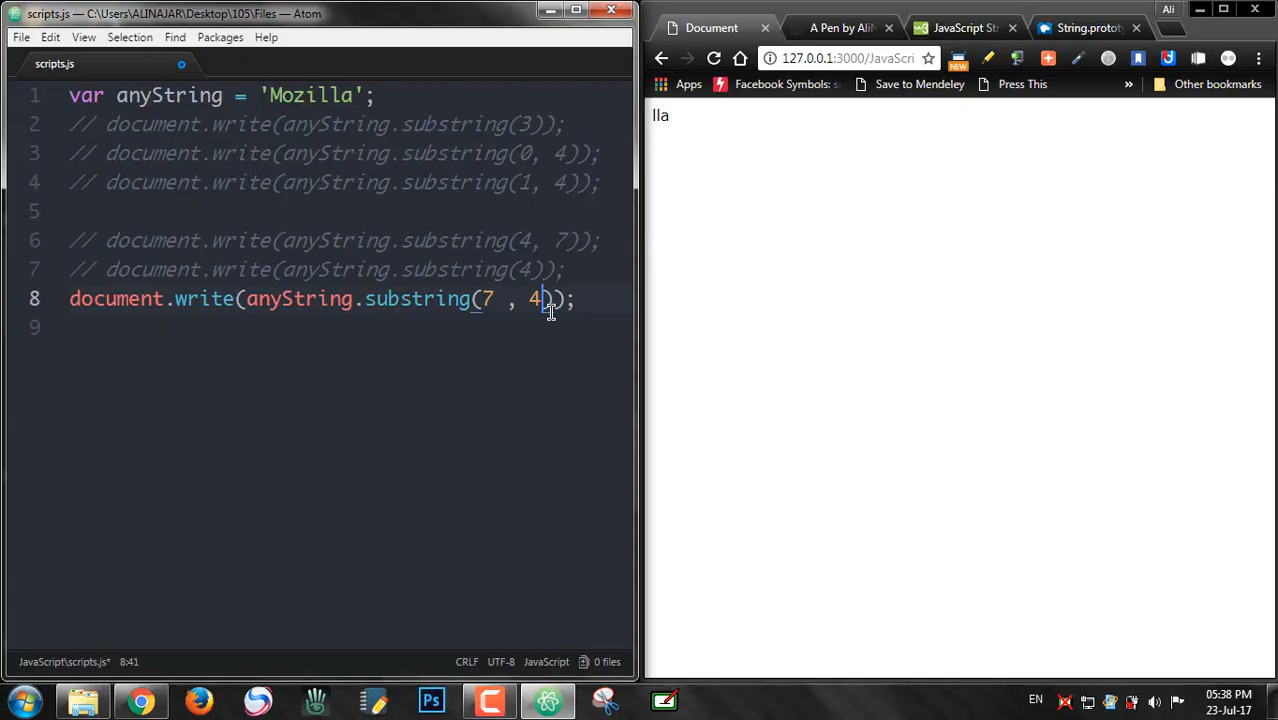 scripts.js — C:\Users\ALINAJAR\Desktop\105\Files — Atom
File Edit View Selection Find Packages Help
scripts.js
1 var anyString = 'Mozilla';
2 // document.write(anyString.substring(3));
3 // document.write(anyString.substring(0, 4));
4 // document.write(anyString.substring(1, 4));
5
6 // document.write(anyString.substring(4, 7));
7 // document.write(anyString.substring(4));
8 document.write(anyString.substring(7 , 4));
9
JavaScript\scripts.js* 8:41 CRLF UTF-8 JavaScript 0 files
Ali
Document A Pen by AliN JavaScript Str String.prototy
127.0.0.1:3000/JavaScri
NEW
Apps Facebook Symbols: Save to Mendeley Press This » Other bookmarks
lla
Ps
EN
05:38 PM
23-Jul-17